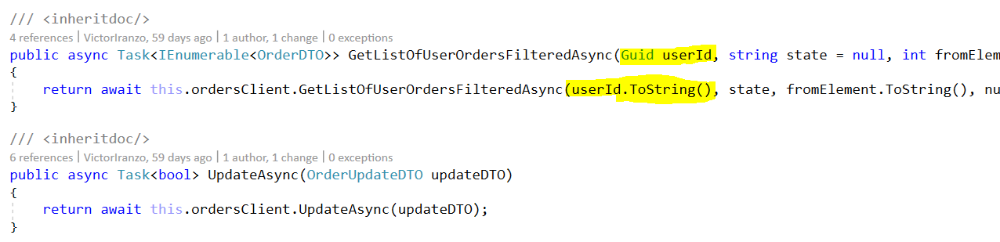 /// <inheritdoc/>
4 references | VictorIranzo, 59 days ago | 1 author, 1 change | 0 exceptions
public async Task<IEnumerable<OrderDTO>> GetListOfUserOrdersFilteredAsync(Guid userId, string state = null, int fromElem
{
return await this.ordersClient.GetListOfUserOrdersFilteredAsync(userId.ToString(), state, fromElement.ToString(), nu
}
/// <inheritdoc/>
6 references | VictorIranzo, 59 days ago | 1 author, 1 change | 0 exceptions
public async Task<bool> UpdateAsync(OrderUpdateDTO updateDTO)
{
return await this.ordersClient.UpdateAsync(updateDTO);
}